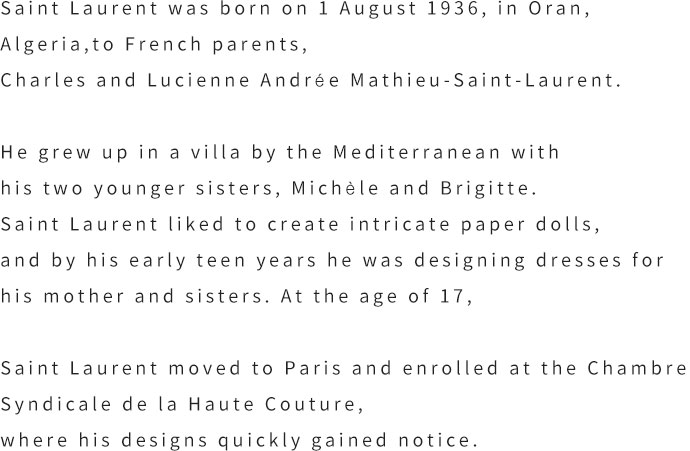 Saint Laurent was born on 1 August 1936, in Oran,
Algeria,to French parents,
Charles and Lucienne Andrée Mathieu-Saint-Laurent.
He grew up in a villa by the Mediterranean with
his two younger sisters, Michèle and Brigitte.
Saint Laurent liked to create intricate paper dolls,
and by his early teen years he was designing dresses for
his mother and sisters. At the age of 17,
Saint Laurent moved to Paris and enrolled at the Chambre
Syndicale de la Haute Couture,
where his designs quickly gained notice.